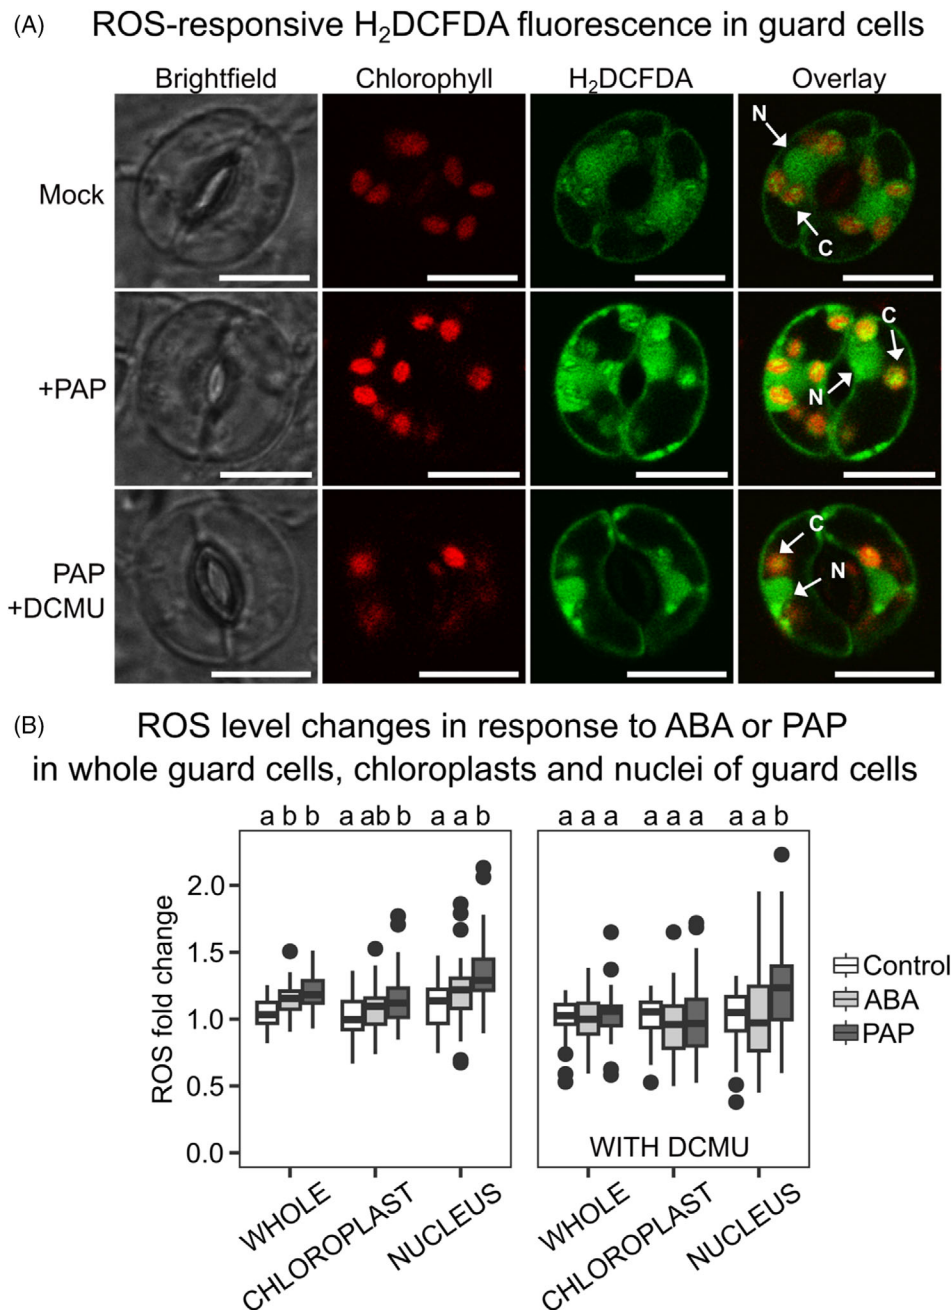 (A) ROS-responsive H₂DCFDA fluorescence in guard cells
Brightfield Chlorophyll H₂DCFDA Overlay
Mock
N
C
+PAP
C
N
PAP
+DCMU
C
N
(B) ROS level changes in response to ABA or PAP
in whole guard cells, chloroplasts and nuclei of guard cells
a b b a ab b a a b a a a a a a a a b
ROS fold change
2.0
1.5
1.0
0.5
0.0
WITH DCMU
Control
ABA
PAP
WHOLE CHLOROPLAST NUCLEUS WHOLE CHLOROPLAST NUCLEUS